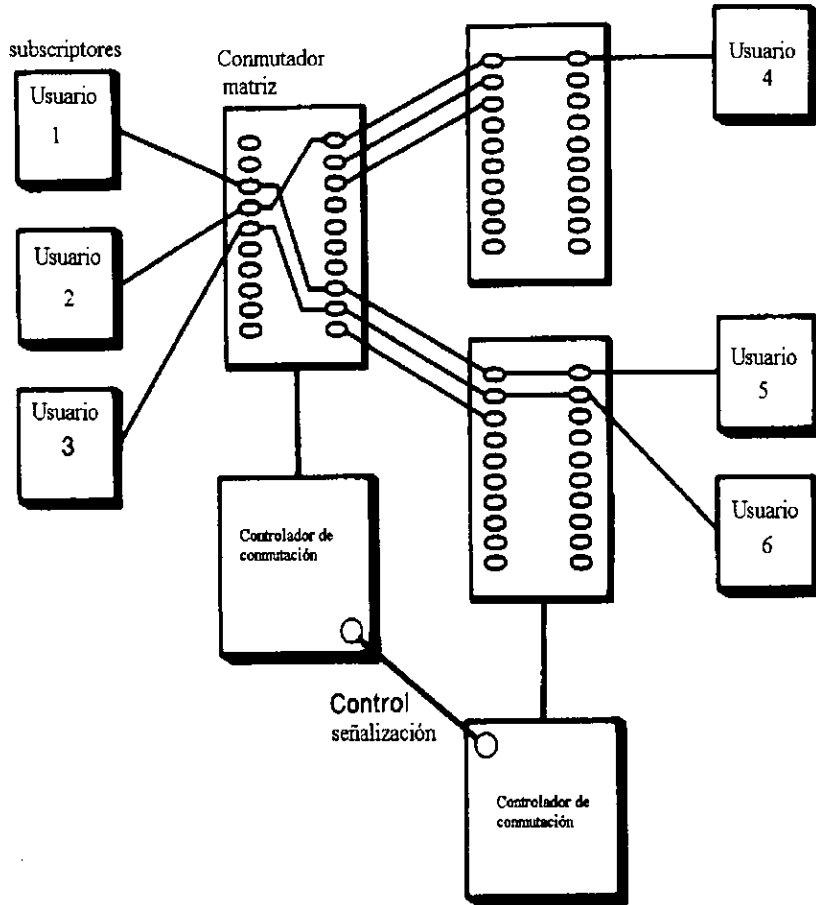 subscriptores
Usuario
1
Usuario
2
Usuario
3
Conmutador
matriz
Usuario
4
Usuario
5
Usuario
6
Controlador de
conmutación
Control
señalización
Controlador de
conmutación